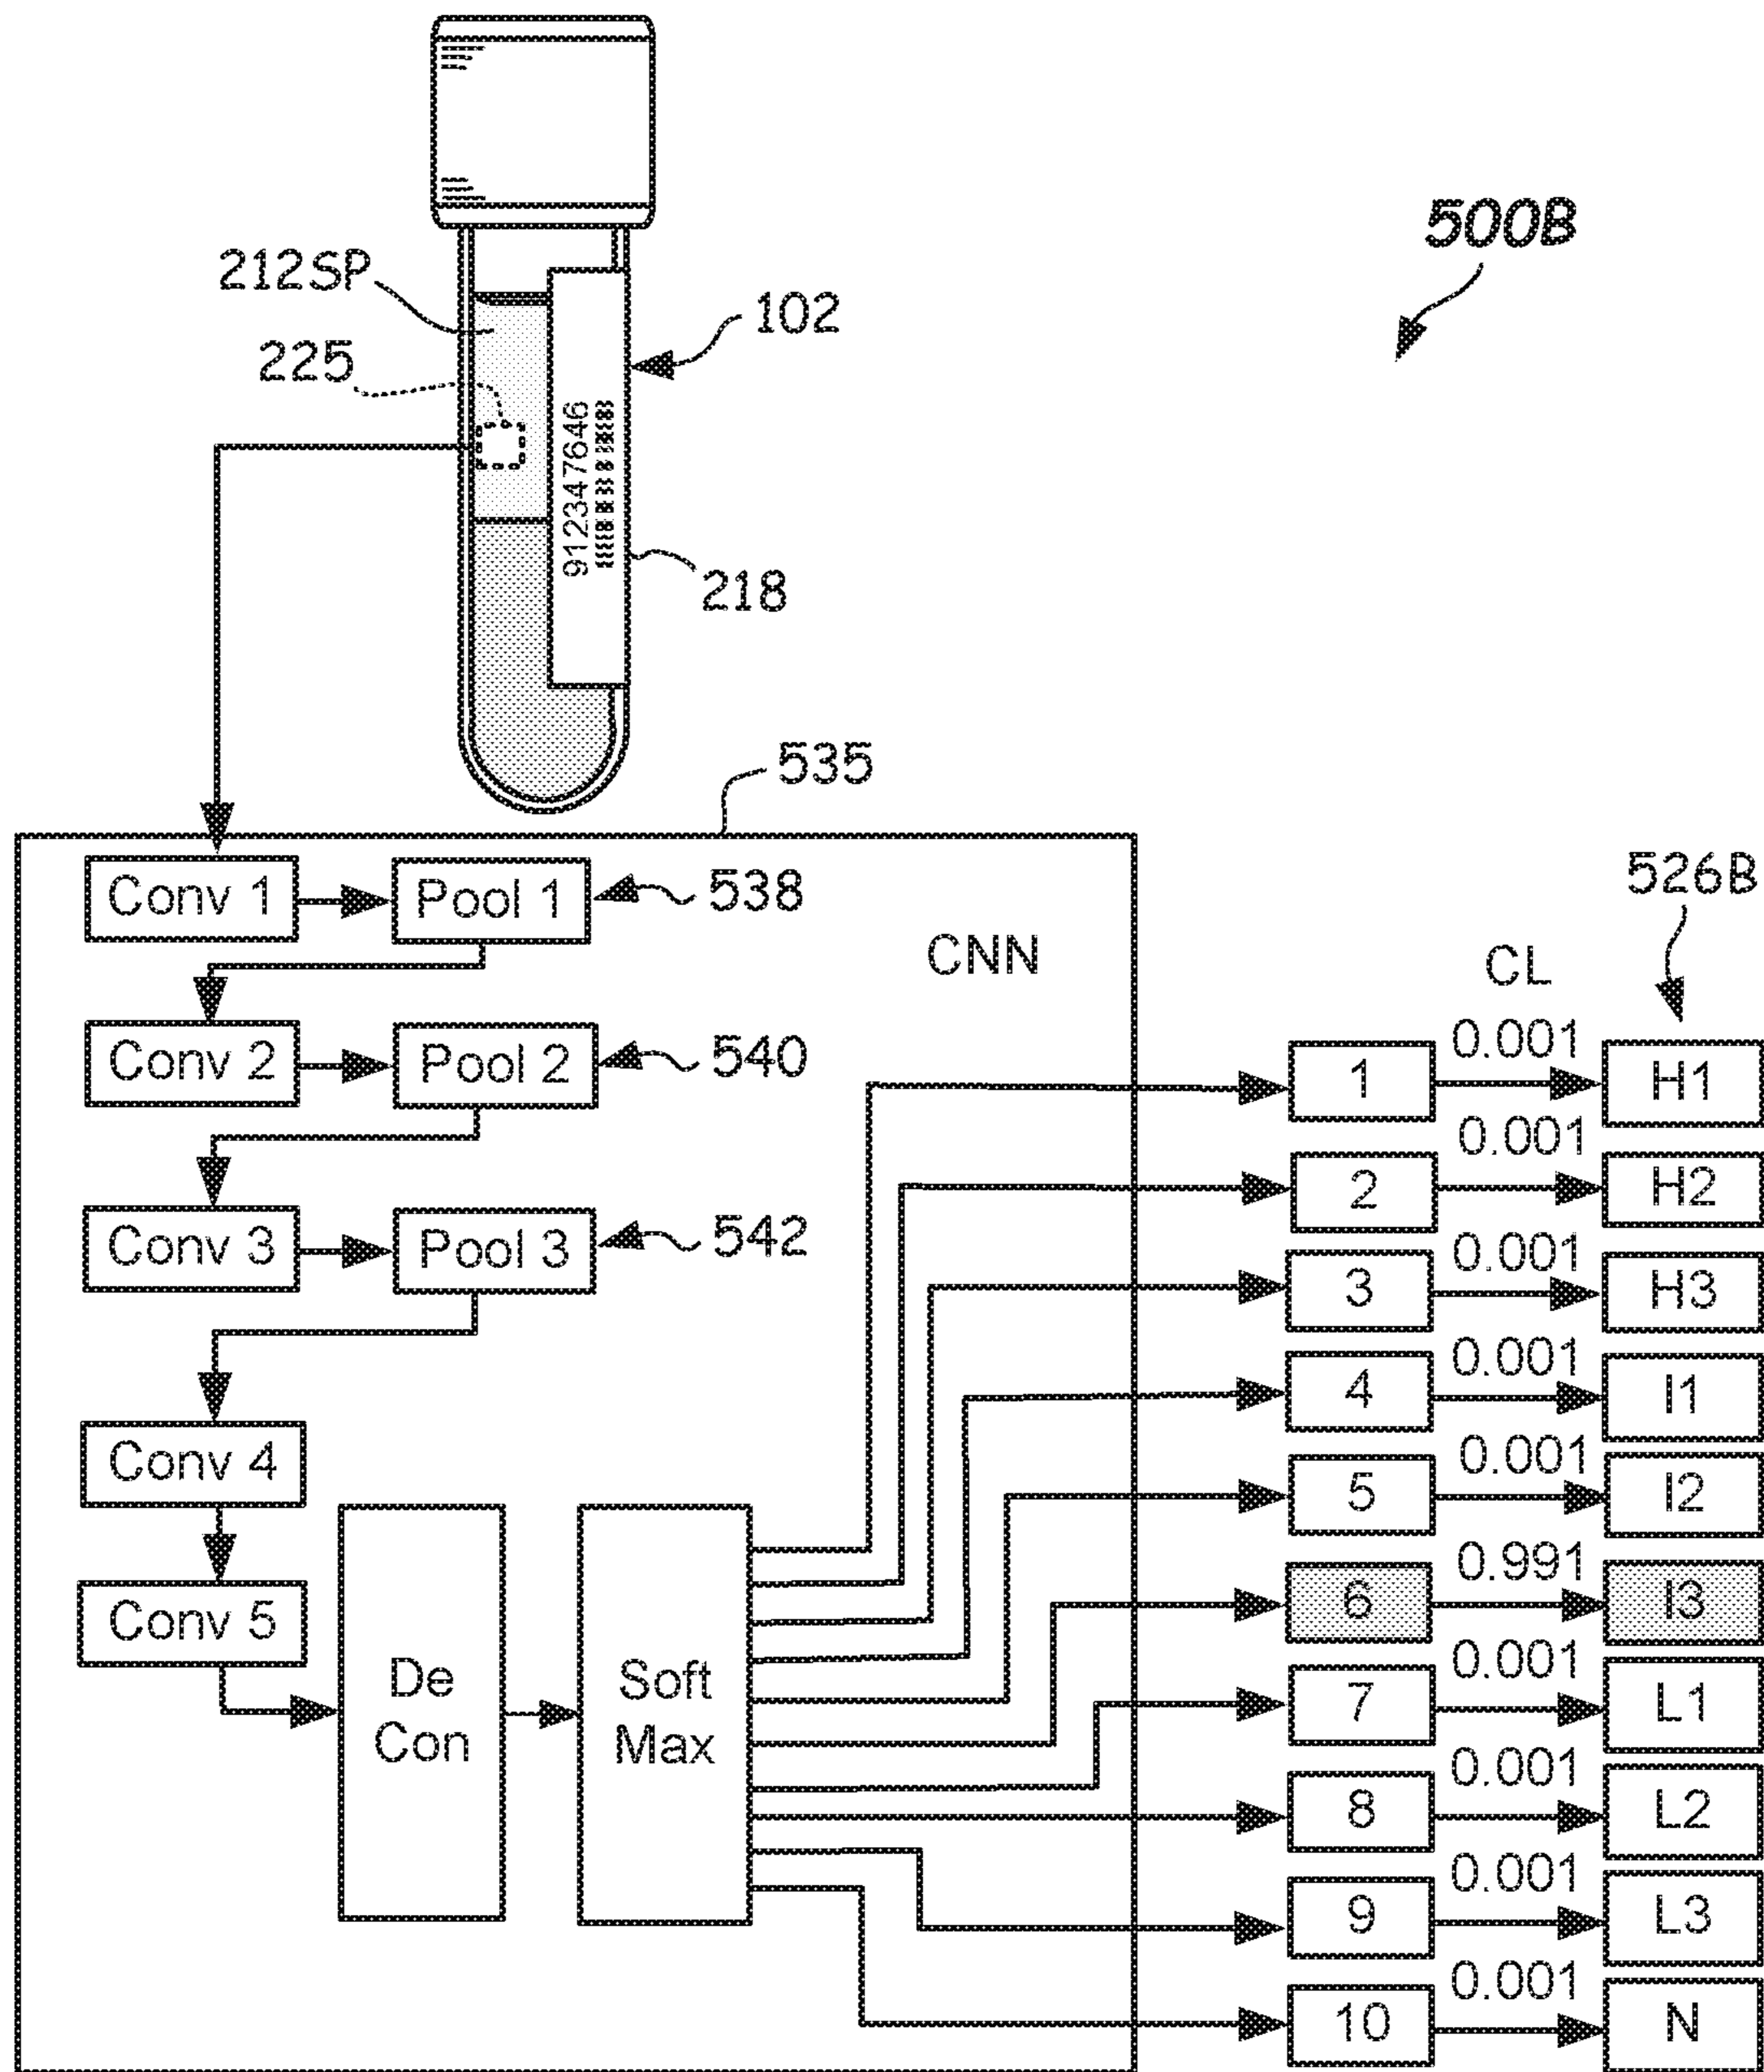 500B
212SP
102
225
912347646
218
535
Conv 1
Pool 1
538
CNN
526B
CL
Conv 2
Pool 2
540
Conv 3
Pool 3
542
Conv 4
Conv 5
De
Con
Soft
Max
1
0.001
H1
2
0.001
H2
3
0.001
H3
4
0.001
I1
5
0.001
I2
6
0.991
I3
7
0.001
L1
8
0.001
L2
9
0.001
L3
10
0.001
N